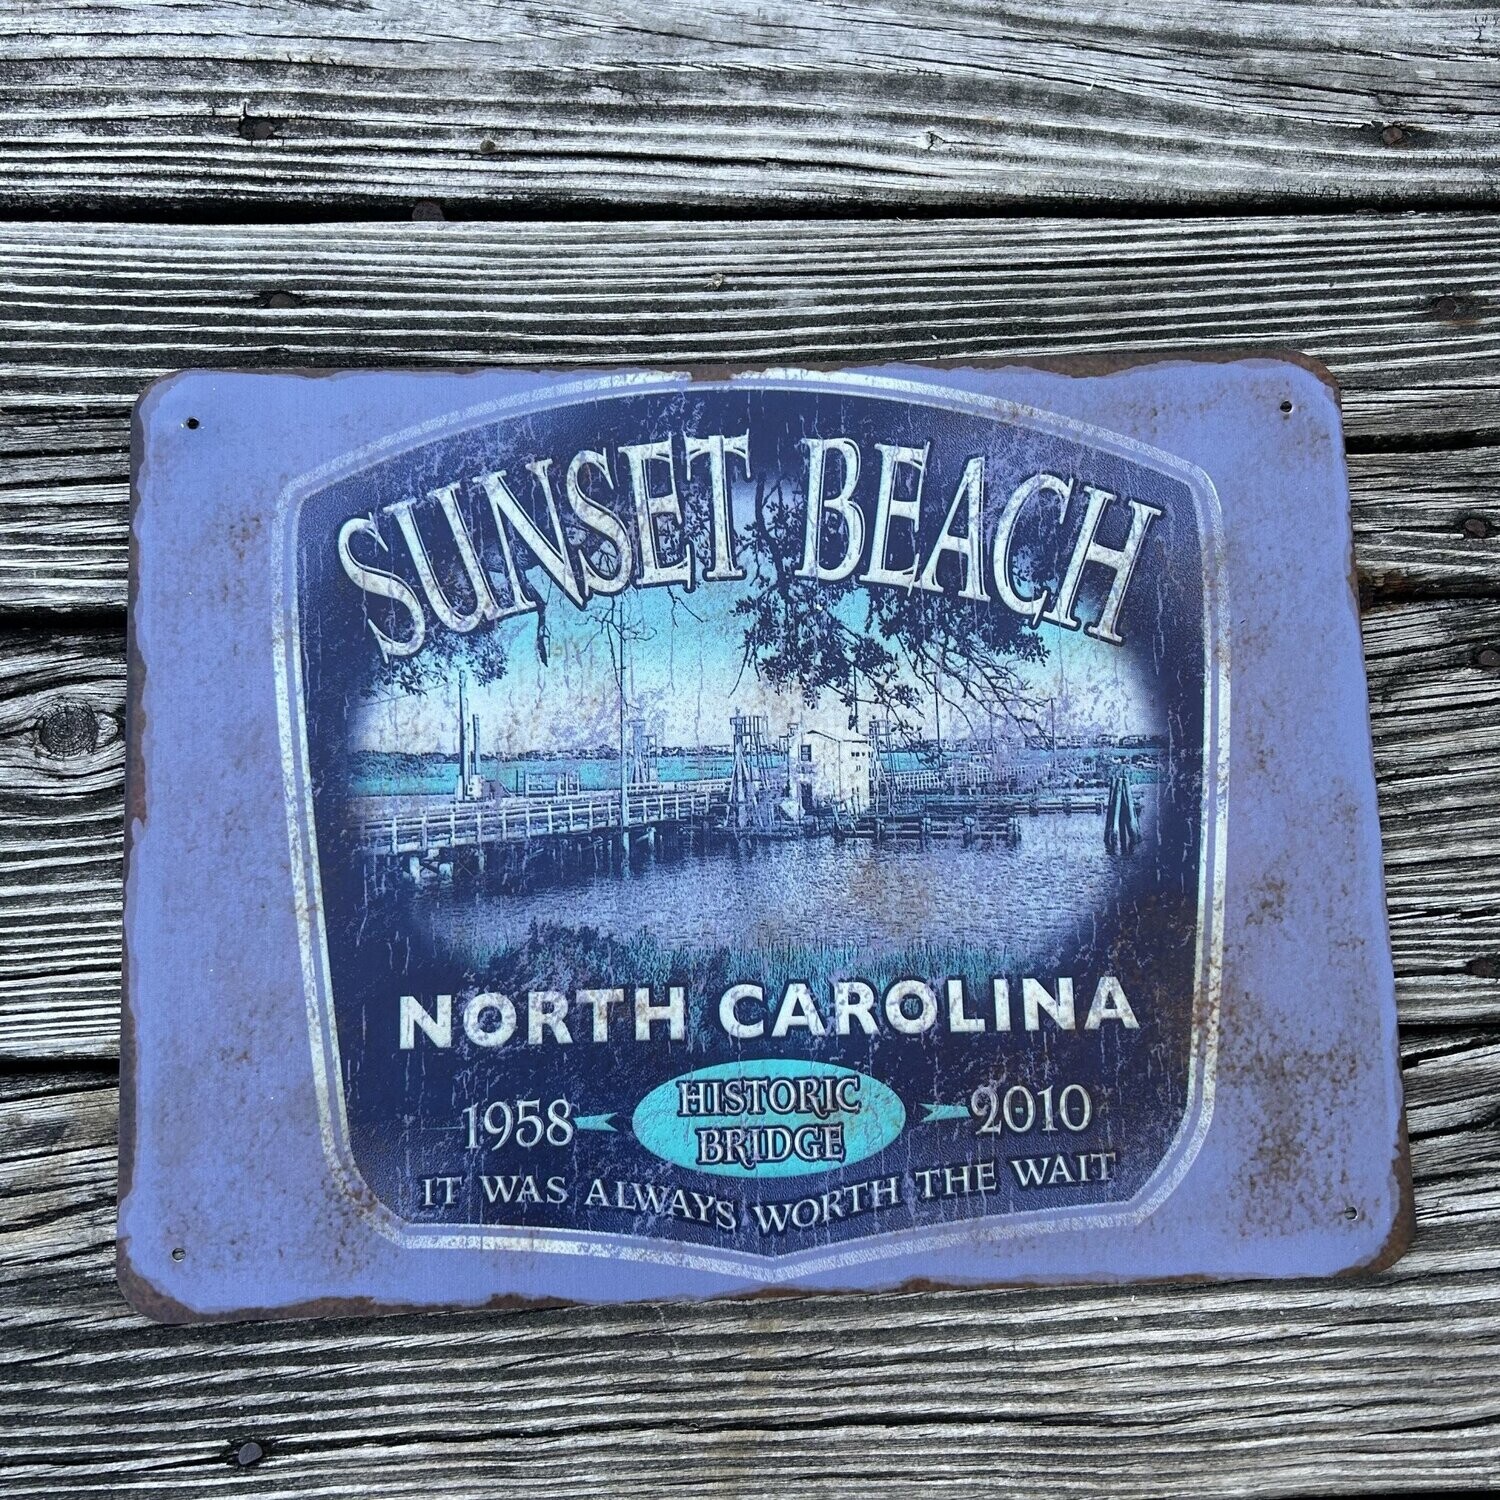 SUNSET BEACH
NORTH CAROLINA
1958 HISTORIC BRIDGE 2010
IT WAS ALWAYS WORTH THE WAIT